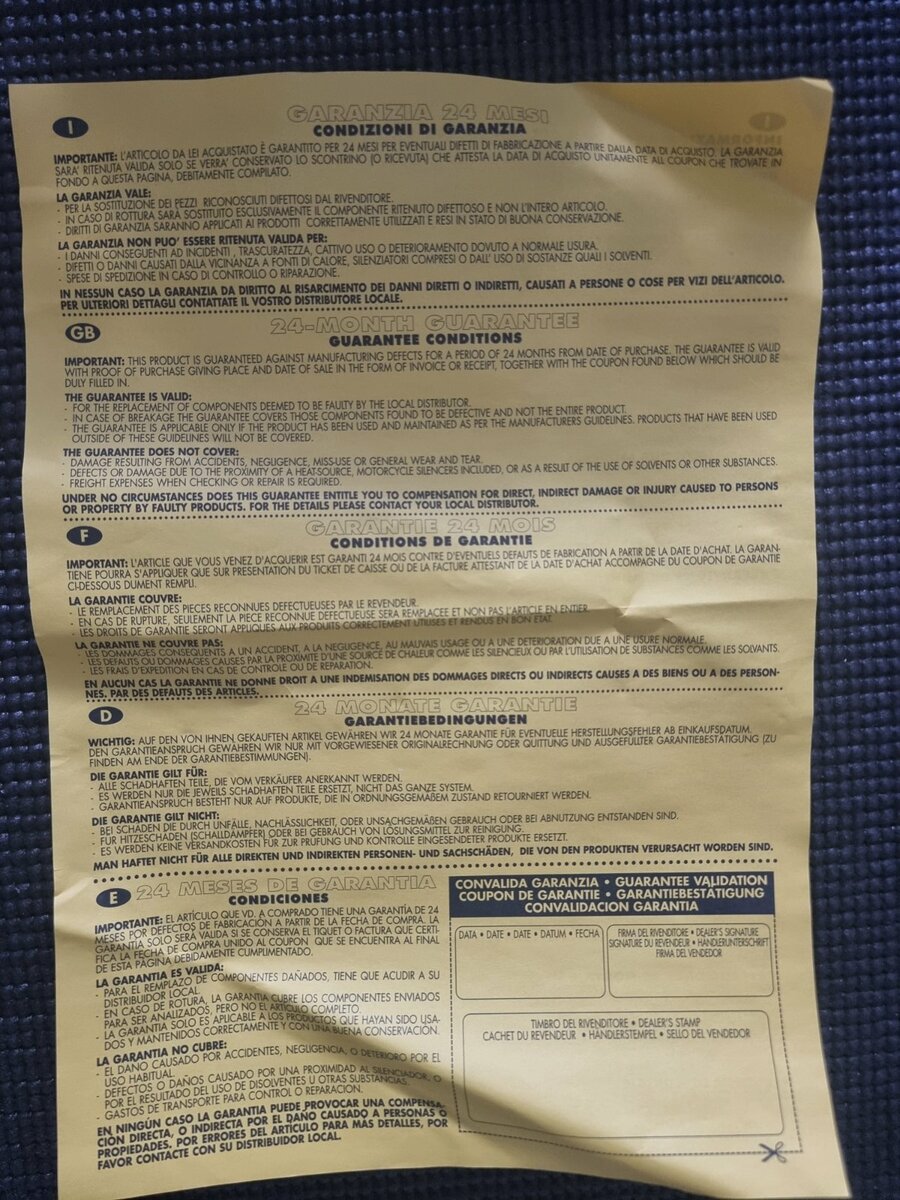 I
GARANZIA 24 MESI
CONDIZIONI DI GARANZIA
IMPORTANTE: L'ARTICOLO DA LEI ACQUISTATO È GARANTITO PER 24 MESI PER EVENTUALI DIFETTI DI FABBRICAZIONE A PARTIRE DALLA DATA DI ACQUISTO. LA GARANZIA
SARA' RITENUTA VALIDA SOLO SE VERRA' CONSERVATO LO SCONTRINO (O RICEVUTA) CHE ATTESTA LA DATA DI ACQUISTO UNITAMENTE AL COUPON CHE TROVATE IN
FONDO A QUESTA PAGINA, DEBITAMENTE COMPILATO.
LA GARANZIA VALE:
- PER LA SOSTITUZIONE DEI PEZZI RICONOSCIUTI DIFETTOSI DAL RIVENDITORE.
- IN CASO DI ROTTURA SARÀ SOSTITUITO ESCLUSIVAMENTE IL COMPONENTE RITENUTO DIFETTOSO E NON L'INTERO ARTICOLO.
- DIRITTI DI GARANZIA SARANNO APPLICATI AI PRODOTTI CORRETTAMENTE UTILIZZATI E RESI IN STATO DI BUONA CONSERVAZIONE.
LA GARANZIA NON PUO' ESSERE RITENUTA VALIDA PER:
- I DANNI CONSEGUENTI AD INCIDENTI , TRASCURATEZZA, CATTIVO USO O DETERIORAMENTO DOVUTO A NORMALE USURA.
- DIFETTI O DANNI CAUSATI DALLA VICINANZA A FONTI DI CALORE, SILENZIATORI COMPRESI O DALL' USO DI SOSTANZE QUALI I SOLVENTI.
- SPESE DI SPEDIZIONE IN CASO DI CONTROLLO O RIPARAZIONE.
IN NESSUN CASO LA GARANZIA DA DIRITTO AL RISARCIMENTO DEI DANNI DIRETTI O INDIRETTI, CAUSATI A PERSONE O COSE PER VIZI DELL'ARTICOLO.
PER ULTERIORI DETTAGLI CONTATTATE IL VOSTRO DISTRIBUTORE LOCALE.
GB
24-MONTH GUARANTEE
GUARANTEE CONDITIONS
IMPORTANT: THIS PRODUCT IS GUARANTEED AGAINST MANUFACTURING DEFECTS FOR A PERIOD OF 24 MONTHS FROM DATE OF PURCHASE. THE GUARANTEE IS VALID
WITH PROOF OF PURCHASE GIVING PLACE AND DATE OF SALE IN THE FORM OF INVOICE OR RECEIPT, TOGETHER WITH THE COUPON FOUND BELOW WHICH SHOULD BE
DULY FILLED IN.
THE GUARANTEE IS VALID:
- FOR THE REPLACEMENT OF COMPONENTS DEEMED TO BE FAULTY BY THE LOCAL DISTRIBUTOR.
- IN CASE OF BREAKAGE THE GUARANTEE COVERS THOSE COMPONENTS FOUND TO BE DEFECTIVE AND NOT THE ENTIRE PRODUCT.
- THE GUARANTEE IS APPLICABLE ONLY IF THE PRODUCT HAS BEEN USED AND MAINTAINED AS PER THE MANUFACTURERS GUIDELINES. PRODUCTS THAT HAVE BEEN USED
OUTSIDE OF THESE GUIDELINES WILL NOT BE COVERED.
THE GUARANTEE DOES NOT COVER:
- DAMAGE RESULTING FROM ACCIDENTS, NEGLIGENCE, MISS-USE OR GENERAL WEAR AND TEAR.
- DEFECTS OR DAMAGE DUE TO THE PROXIMITY OF A HEAT-SOURCE, MOTORCYCLE SILENCERS INCLUDED, OR AS A RESULT OF THE USE OF SOLVENTS OR OTHER SUBSTANCES.
- FREIGHT EXPENSES WHEN CHECKING OR REPAIR IS REQUIRED.
UNDER NO CIRCUMSTANCES DOES THIS GUARANTEE ENTITLE YOU TO COMPENSATION FOR DIRECT, INDIRECT DAMAGE OR INJURY CAUSED TO PERSONS
OR PROPERTY BY FAULTY PRODUCTS. FOR THE DETAILS PLEASE CONTACT YOUR LOCAL DISTRIBUTOR.
F
GARANTIE 24 MOIS
CONDITIONS DE GARANTIE
IMPORTANT: L'ARTICLE QUE VOUS VENEZ D'ACQUERIR EST GARANTI 24 MOIS CONTRE D'EVENTUELS DEFAUTS DE FABRICATION A PARTIR DE LA DATE D'ACHAT. LA GARAN-
TIENE POURRA S'APPLIQUER QUE SUR PRESENTATION DU TICKET DE CAISSE OU DE LA FACTURE ATTESTANT DE LA DATE D'ACHAT ACCOMPAGNE DU COUPON DE GARANTIE
CI-DESSOUS DUMENT REMPLI.
LA GARANTIE COUVRE:
- LE REMPLACEMENT DES PIECES RECONNUES DEFECTUEUSES PAR LE REVENDEUR.
- EN CAS DE RUPTURE, SEULEMENT LA PIECE RECONNUE DEFECTUEUSE SERA REMPLACEE ET NON PAS L'ARTICLE EN ENTIER.
- LES DROITS DE GARANTIE SERONT APPLIQUES AUX PRODUITS CORRECTEMENT UTILISES ET RENDUS EN BON ETAT.
LA GARANTIE NE COUVRE PAS:
- LES DOMMAGES CONSEQUENTS A UN ACCIDENT, A LA NEGLIGENCE, AU MAUVAIS USAGE OU A UNE DETERIORATION DUE A UNE USURE NORMALE.
- LES DEFAUTS OU DOMMAGES CAUSES PAR LA PROXIMITE D'UNE SOURCE DE CHALEUR COMME LES SILENCIEUX OU PAR L'UTILISATION DE SUBSTANCES COMME LES SOLVANTS.
- LES FRAIS D'EXPEDITION EN CAS DE CONTROLE OU DE REPARATION.
EN AUCUN CAS LA GARANTIE NE DONNE DROIT A UNE INDEMISATION DES DOMMAGES DIRECTS OU INDIRECTS CAUSES A DES BIENS OU A DES PERSON-
NES. PAR DES DEFAUTS DES ARTICLES.
D
24 MONATE GARANTIE
GARANTIEBEDINGUNGEN
WICHTIG: AUF DEN VON IHNEN GEKAUFTEN ARTIKEL GEWÄHREN WIR 24 MONATE GARANTIE FÜR EVENTUELLE HERSTELLUNGSFEHLER AB EINKAUFSDATUM.
DEN GARANTIEANSPRUCH GEWÄHREN WIR NUR MIT VORGEWIESENER ORIGINALRECHNUNG ODER QUITTUNG UND AUSGEFÜLLTER GARANTIEBESTÄTIGUNG (ZU
FINDEN AM ENDE DER GARANTIEBESTIMMUNGEN).
DIE GARANTIE GILT FÜR:
- ALLE SCHADHAFTEN TEILE, DIE VOM VERKÄUFER ANERKANNT WERDEN.
- ES WERDEN NUR DIE JEWEILS SCHADHAFTEN TEILE ERSETZT, NICHT DAS GANZE SYSTEM.
- GARANTIEANSPRUCH BESTEHT NUR AUF PRODUKTE, DIE IN ORDNUNGSGEMÄßEM ZUSTAND RETOURNIERT WERDEN.
DIE GARANTIE GILT NICHT:
- BEI SCHADEN DIE DURCH UNFÄLLE, NACHLÄSSLICHKEIT, ODER UNSACHGEMÄßEN GEBRAUCH ODER BEI ABNUTZUNG ENTSTANDEN SIND.
- FÜR HITZESCHÄDEN (SCHALLDÄMPFER) ODER BEI GEBRAUCH VON LÖSUNGSMITTEL ZUR REINIGUNG.
- ES WERDEN KEINE VERSANDKOSTEN FÜR ZUR PRÜFUNG UND KONTROLLE EINGESENDETER PRODUKTE ERSETZT.
MAN HAFTET NICHT FÜR ALLE DIREKTEN UND INDIREKTEN PERSONEN- UND SACHSCHÄDEN, DIE VON DEN PRODUKTEN VERURSACHT WORDEN SIND.
E
24 MESES DE GARANTIA
CONDICIONES
IMPORTANTE: EL ARTÍCULO QUE VD. A COMPRADO TIENE UNA GARANTÍA DE 24
MESES POR DEFECTOS DE FABRICACIÓN A PARTIR DE LA FECHA DE COMPRA. LA
GARANTIA SOLO SERA VALIDA SI SE CONSERVA EL TIQUET O FACTURA QUE CERTI-
FICA LA FECHA DE COMPRA UNIDO AL COUPON QUE SE ENCUENTRA AL FINAL
DE ESTA PÁGINA DEBIDAMENTE CUMPLIMENTADO.
LA GARANTIA ES VALIDA:
- PARA EL REMPLAZO DE COMPONENTES DAÑADOS, TIENE QUE ACUDIR A SU
DISTRIBUIDOR LOCAL.
- EN CASO DE ROTURA, LA GARANTIA CUBRE LOS COMPONENTES ENVIADOS
PARA SER ANALIZADOS, PERO NO EL ARTÍCULO COMPLETO.
- LA GARANTIA SOLO ES APLICABLE A LOS PRODUCTOS QUE HAYAN SIDO USA-
DOS Y MANTENIDOS CORRECTAMENTE Y CON UNA BUENA CONSERVACIÓN.
LA GARANTIA NO CUBRE:
- EL DAÑO CAUSADO POR ACCIDENTES, NEGLIGENCIA, O DETERIORO POR EL
USO HABITUAL.
- DEFECTOS O DAÑOS CAUSADO POR UNA PROXIMIDAD AL SILENCIADOR, O
POR EL RESULTADO DEL USO DE DISOLVENTES U OTRAS SUBSTANCIAS.
- GASTOS DE TRANSPORTE PARA CONTROL O REPARACION.
EN NINGÚN CASO LA GARANTIA PUEDE PROVOCAR UNA COMPENSA-
CIÓN DIRECTA, O INDIRECTA POR EL DAÑO CAUSADO A PERSONAS O
PROPIEDADES, POR ERRORES DEL ARTÍCULO PARA MAS DETALLES, POR
FAVOR CONTACTE CON SU DISTRIBUIDOR LOCAL.
CONVALIDA GARANZIA • GUARANTEE VALIDATION
COUPON DE GARANTIE • GARANTIEBESTÄTIGUNG
CONVALIDACION GARANTIA
DATA • DATE • DATE • DATUM • FECHA
FIRMA DEL RIVENDITORE • DEALER'S SIGNATURE
SIGNATURE DU REVENDEUR • HANDLERUNTERSCHRIFT
FIRMA DEL VENDEDOR
TIMBRO DEL RIVENDITORE • DEALER'S STAMP
CACHET DU REVENDEUR • HANDLERSTEMPEL • SELLO DEL VENDEDOR